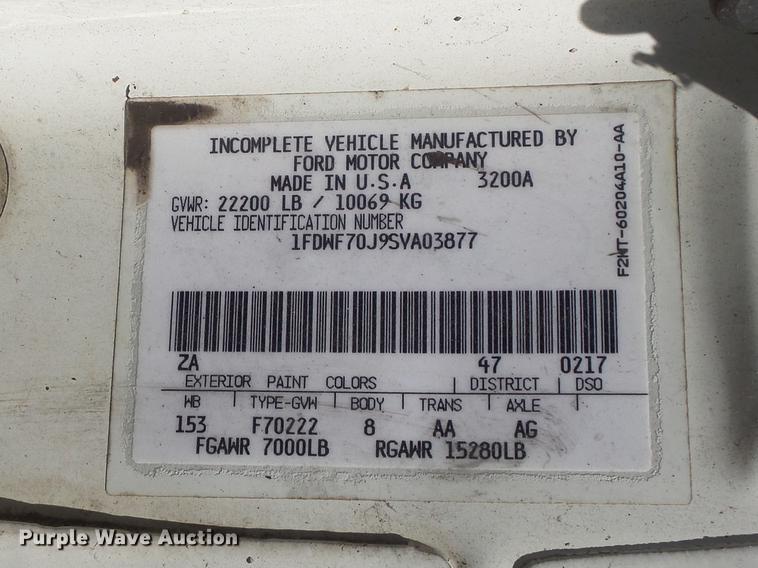 INCOMPLETE VEHICLE MANUFACTURED BY
FORD MOTOR COMPANY
MADE IN U.S.A 3200A
GVWR: 22200 LB / 10069 KG
VEHICLE IDENTIFICATION NUMBER
1FDWF70J9SVA03877
F2HT-60204A10-AA
ZA 47 0217
EXTERIOR PAINT COLORS DISTRICT DSO
WB TYPE-GVW BODY TRANS AXLE
153 F70222 8 AA AG
FGAWR 7000LB RGAWR 15280LB
Purple Wave Auction